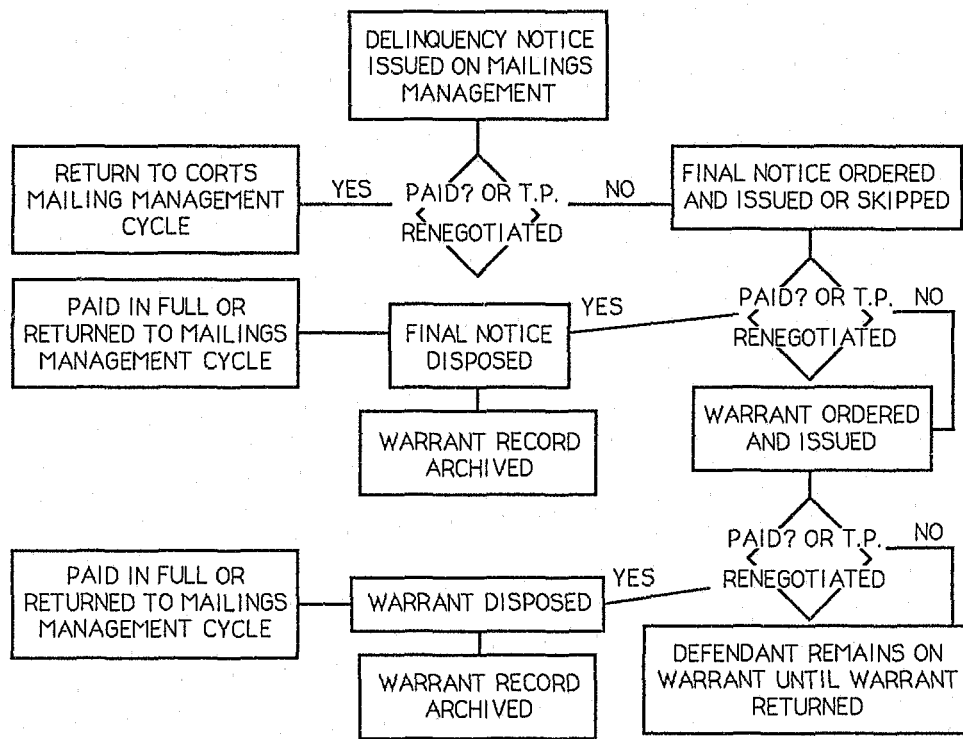 DELINQUENCY NOTICE
ISSUED ON MAILINGS
MANAGEMENT
RETURN TO CORTS
MAILING MANAGEMENT
CYCLE
YES
PAID? OR T.P.
RENEGOTIATED
NO
FINAL NOTICE ORDERED
AND ISSUED OR SKIPPED
PAID IN FULL OR
RETURNED TO MAILINGS
MANAGEMENT CYCLE
FINAL NOTICE
DISPOSED
YES
PAID? OR T.P.
RENEGOTIATED
NO
WARRANT RECORD
ARCHIVED
WARRANT ORDERED
AND ISSUED
PAID IN FULL OR
RETURNED TO MAILINGS
MANAGEMENT CYCLE
WARRANT DISPOSED
YES
PAID? OR T.P.
RENEGOTIATED
NO
WARRANT RECORD
ARCHIVED
DEFENDANT REMAINS ON
WARRANT UNTIL WARRANT
RETURNED